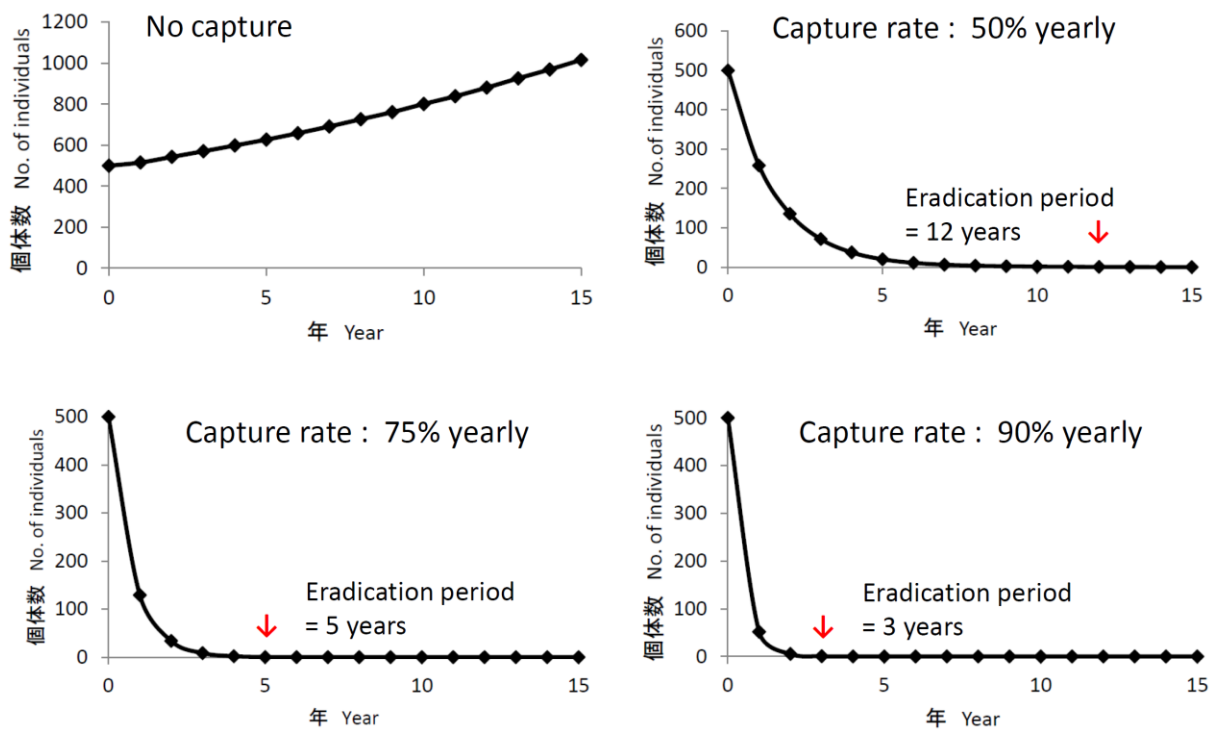 No capture
個体数 No. of individuals
1200
1000
800
600
400
200
0
0 5 10 15
年 Year
Capture rate : 50% yearly
個体数 No.of individuals
600
500
400
300
200
100
0
Eradication period
= 12 years
↓
0 5 10 15
年 Year
Capture rate : 75% yearly
個体数 No. of individuals
500
400
300
200
100
0
Eradication period
= 5 years
↓
0 5 10 15
年 Year
Capture rate : 90% yearly
個体数 No. of individuals
500
400
300
200
100
0
Eradication period
= 3 years
↓
0 5 10 15
年 Year